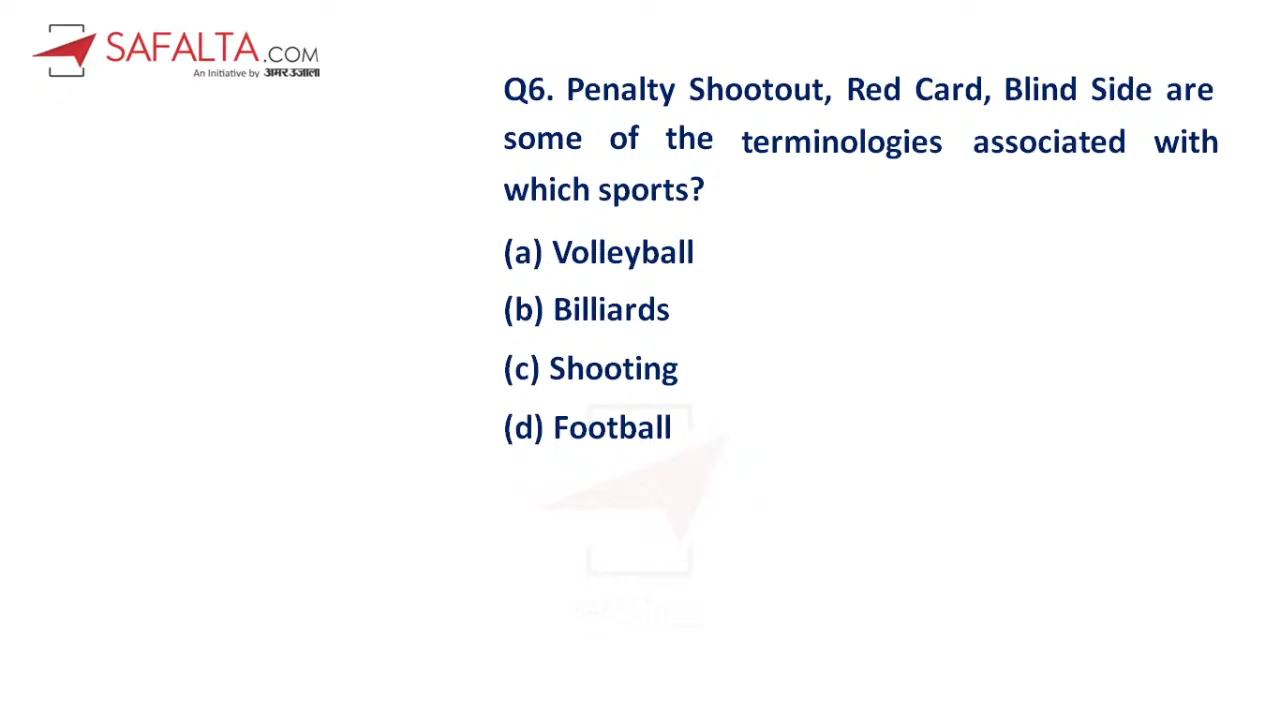 SAFALTA.COM
An Initiative by अमर उजाला
Q6. Penalty Shootout, Red Card, Blind Side are
some of the terminologies associated with
which sports?
(a) Volleyball
(b) Billiards
(c) Shooting
(d) Football